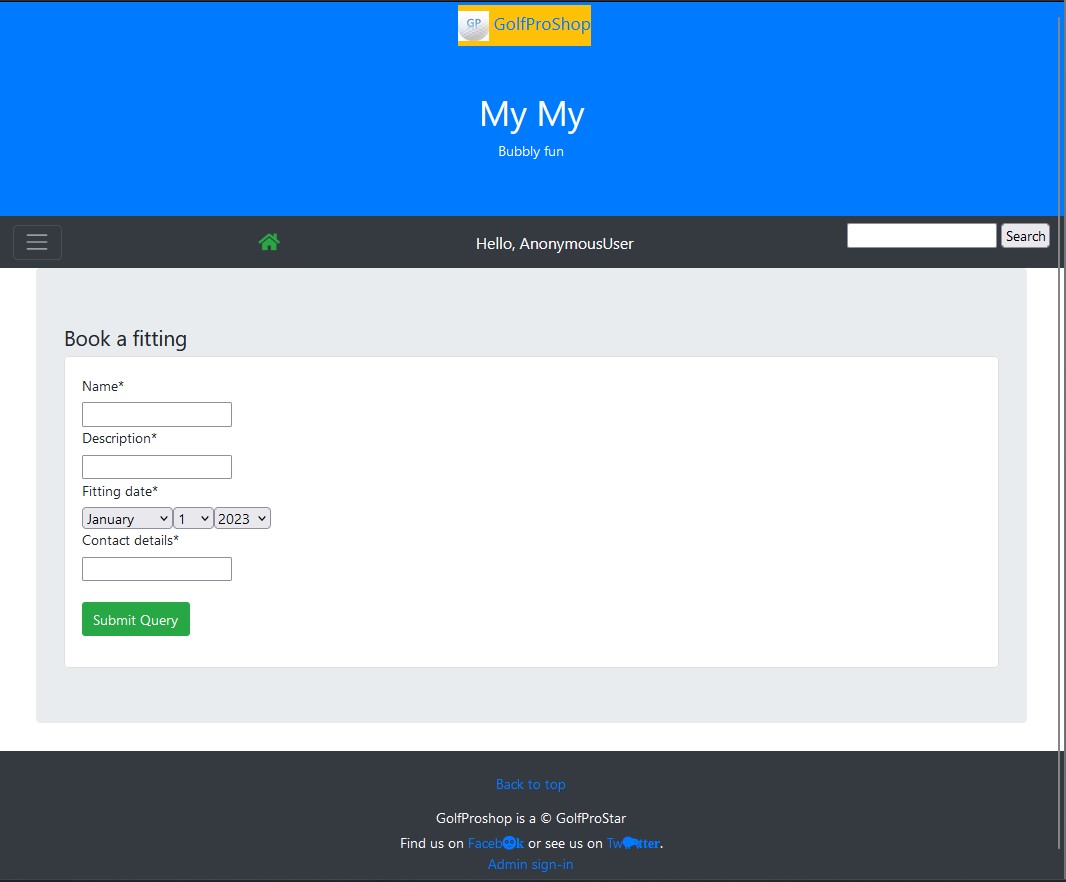 GP GolfProShop
My My
Bubbly fun
Hello, AnonymousUser
Search
Book a fitting
Name*
Description*
Fitting date*
January 1 2023
Contact details*
Submit Query
Back to top
GolfProshop is a © GolfProStar
Find us on Facebook or see us on Twitter.
Admin sign-in